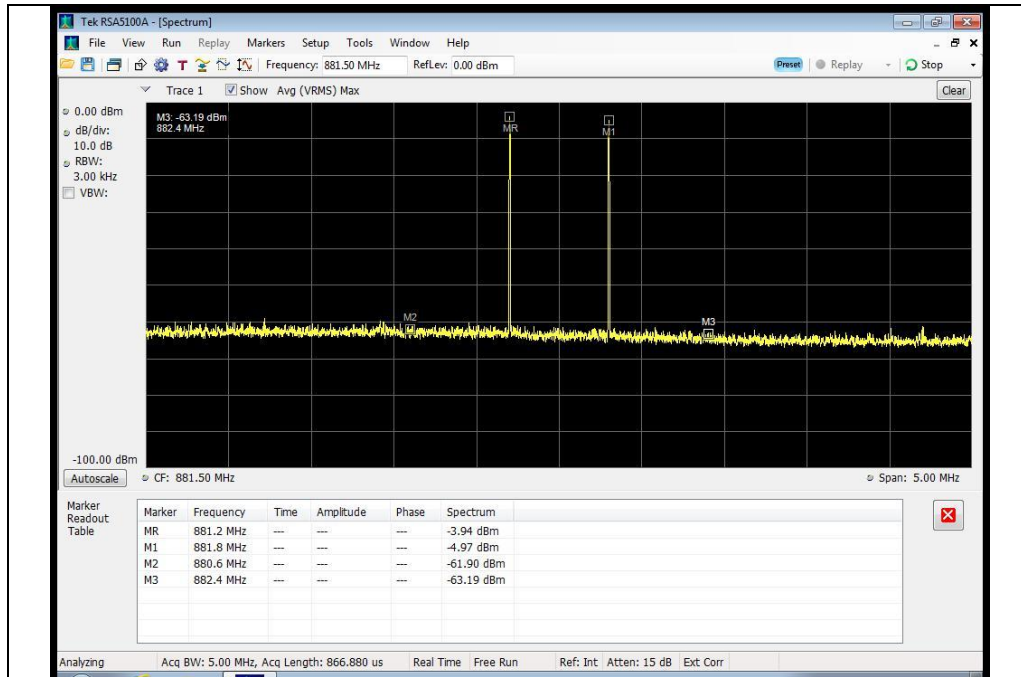 Tek RSA5100A - [Spectrum]
File View Run Replay Markers Setup Tools Window Help
T Frequency: 881.50 MHz RefLev: 0.00 dBm Preset Replay Stop
Trace 1 Show Avg (VRMS) Max Clear
0.00 dBm
dB/div:
10.0 dB
RBW:
3.00 kHz
VBW:
M3: -63.19 dBm
882.4 MHz
MR
M1
M2
M3
-100.00 dBm
Autoscale CF: 881.50 MHz Span: 5.00 MHz
Marker
Readout
Table
Marker Frequency Time Amplitude Phase Spectrum
MR 881.2 MHz --- --- --- -3.94 dBm
M1 881.8 MHz --- --- --- -4.97 dBm
M2 880.6 MHz --- --- --- -61.90 dBm
M3 882.4 MHz --- --- --- -63.19 dBm
Analyzing Acq BW: 5.00 MHz, Acq Length: 866.880 us Real Time Free Run Ref: Int Atten: 15 dB Ext Corr